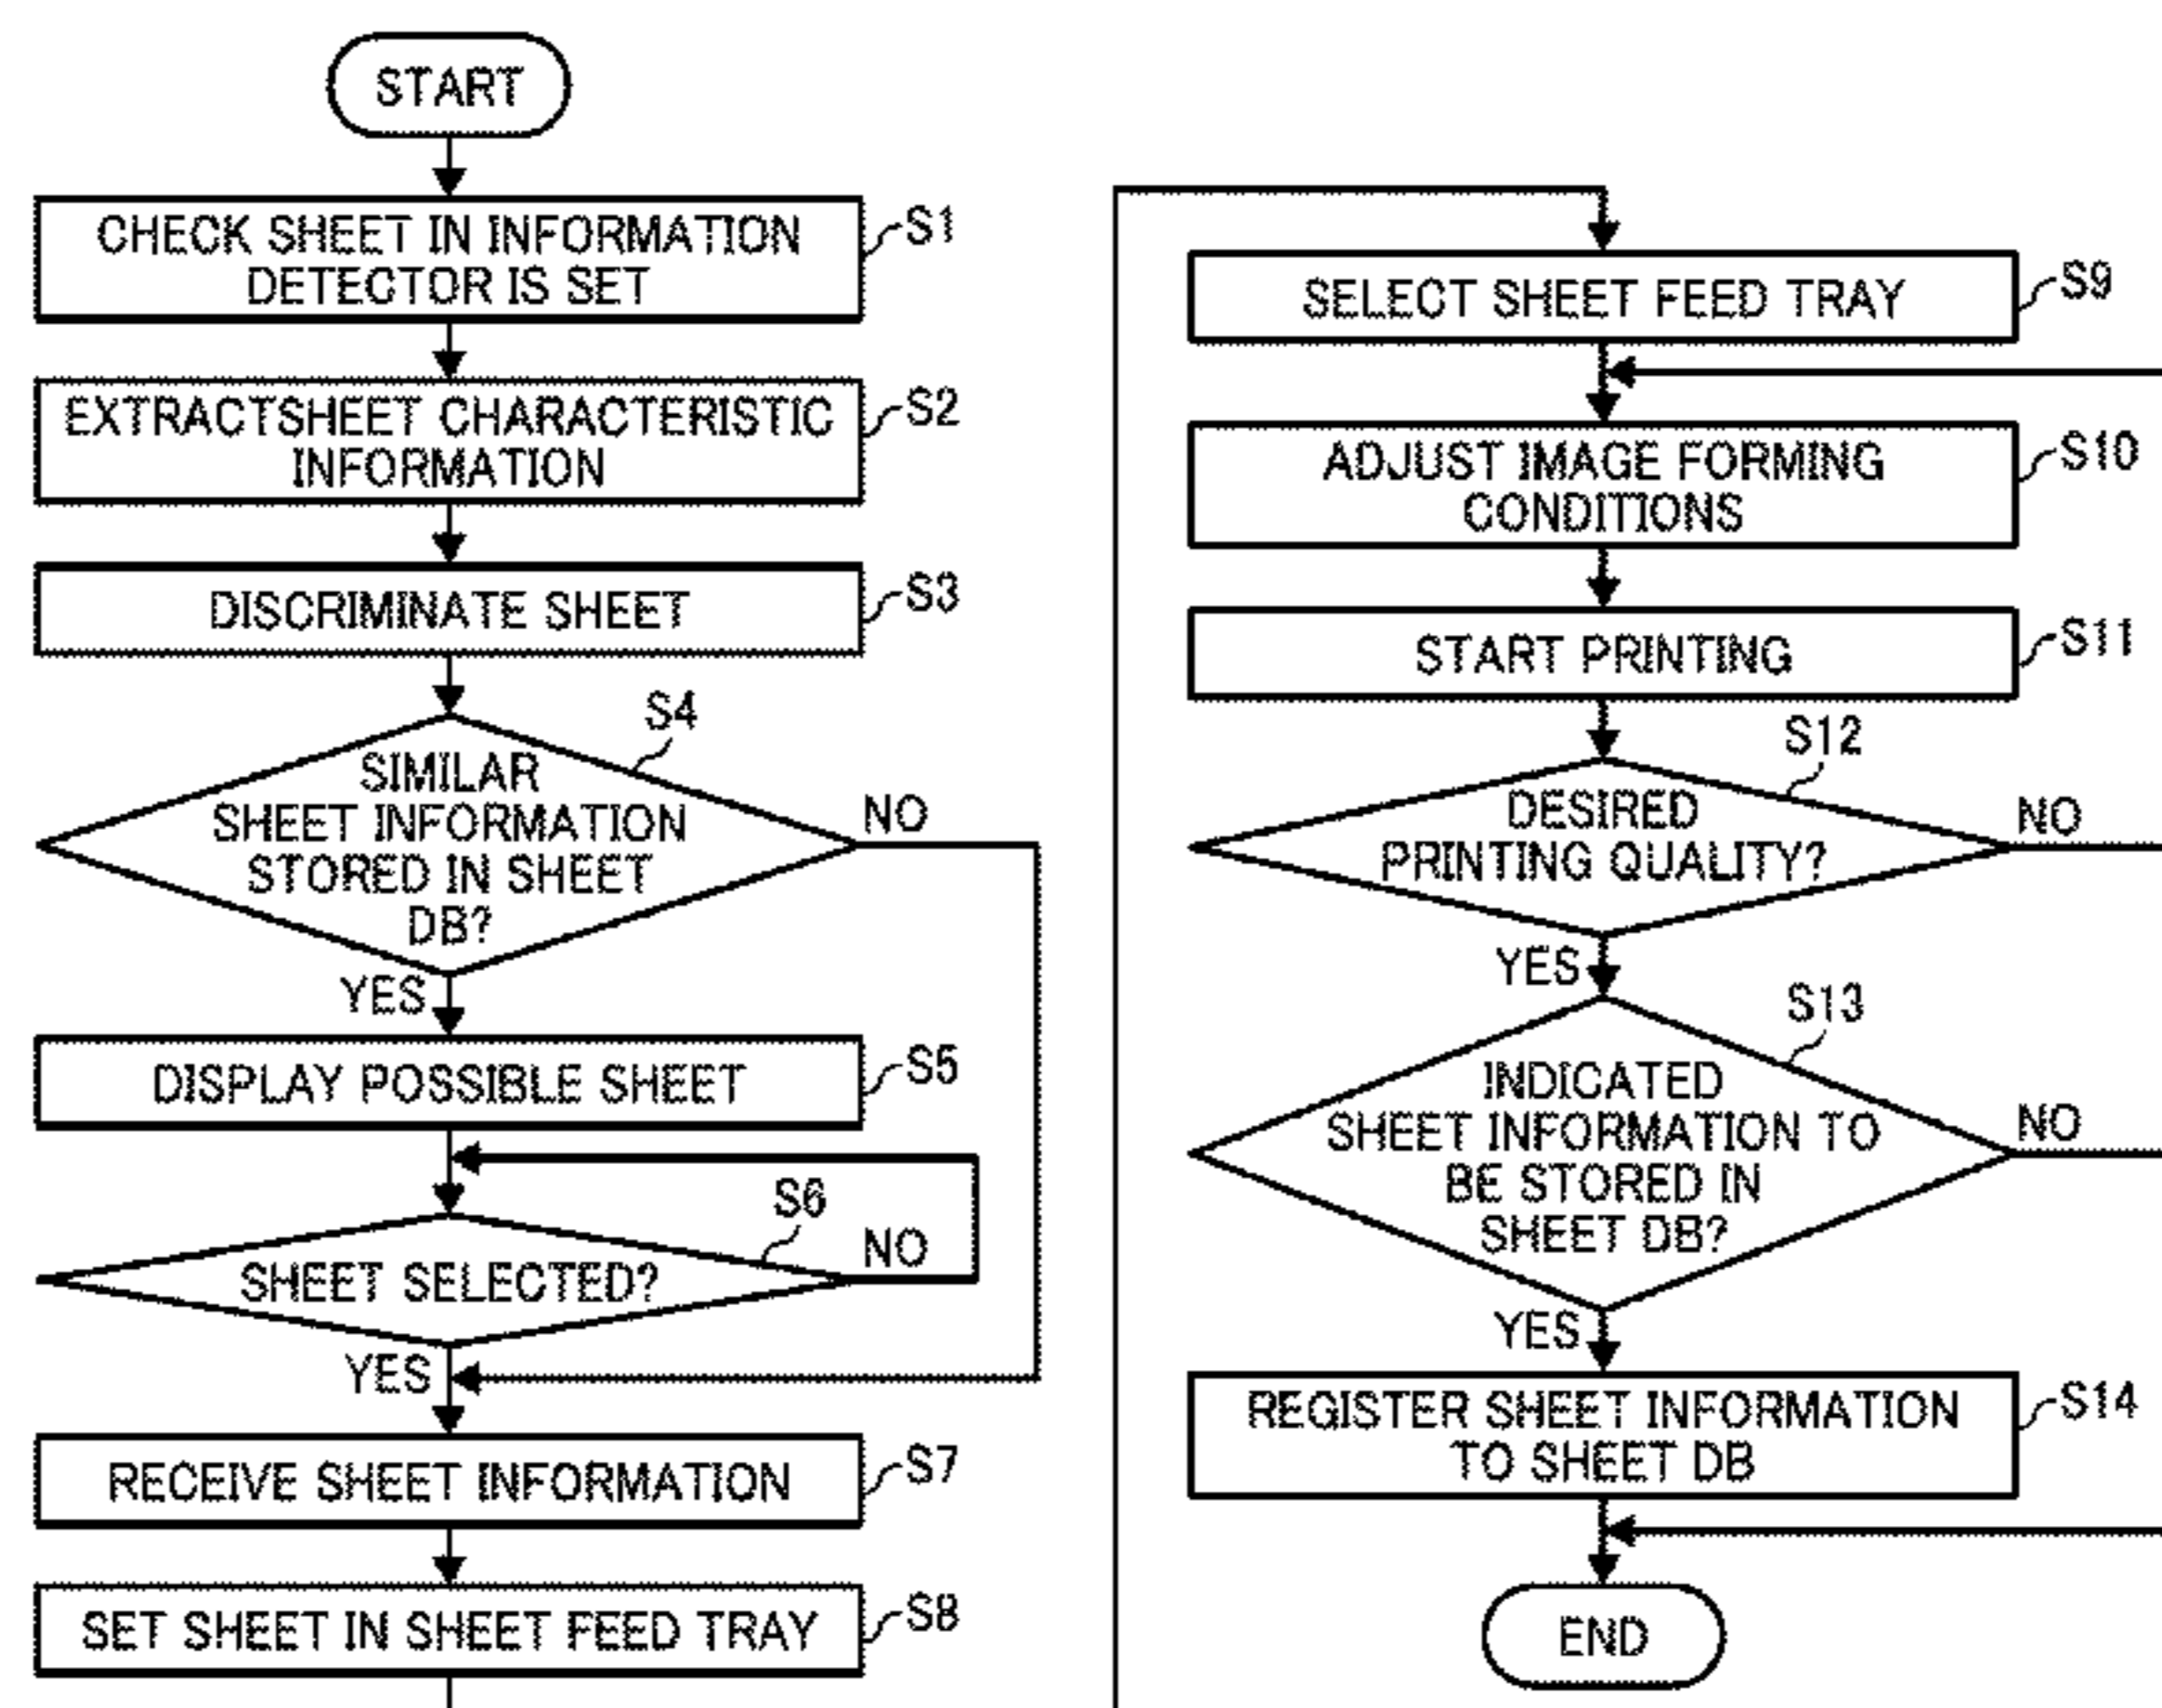 START
CHECK SHEET IN INFORMATION
DETECTOR IS SET
S1
EXTRACTSHEET CHARACTERISTIC
INFORMATION
S2
DISCRIMINATE SHEET
S3
S4
SIMILAR
SHEET INFORMATION
STORED IN SHEET
DB?
NO
YES
DISPLAY POSSIBLE SHEET
S5
S6
SHEET SELECTED?
NO
YES
RECEIVE SHEET INFORMATION
S7
SET SHEET IN SHEET FEED TRAY
S8
SELECT SHEET FEED TRAY
S9
ADJUST IMAGE FORMING
CONDITIONS
S10
START PRINTING
S11
S12
DESIRED
PRINTING QUALITY?
NO
YES
S13
INDICATED
SHEET INFORMATION TO
BE STORED IN
SHEET DB?
NO
YES
REGISTER SHEET INFORMATION
TO SHEET DB
S14
END